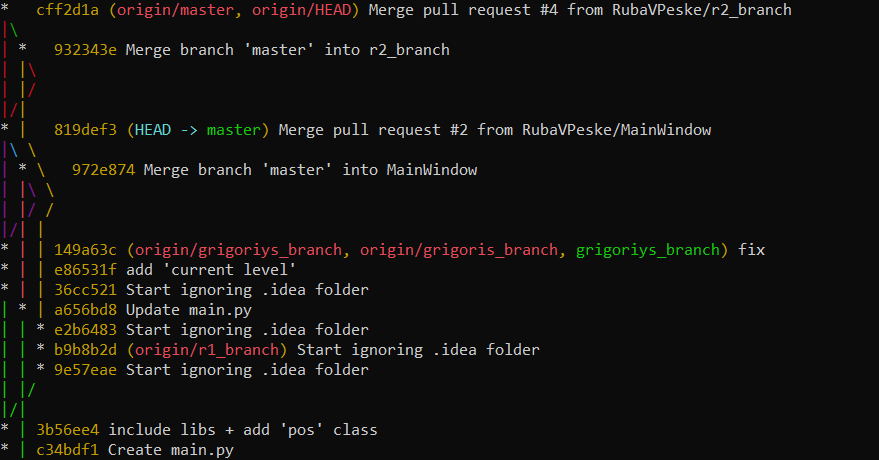 *   cff2d1a (origin/master, origin/HEAD) Merge pull request #4 from RubaVPeske/r2_branch
|\
| *   932343e Merge branch 'master' into r2_branch
| |\
| |/
|/|
* |   819def3 (HEAD -> master) Merge pull request #2 from RubaVPeske/MainWindow
|\ \
| * \   972e874 Merge branch 'master' into MainWindow
| |\ \
| |/ /
|/| |
* | | 149a63c (origin/grigoriys_branch, origin/grigoris_branch, grigoriys_branch) fix
* | | e86531f add 'current level'
* | | 36cc521 Start ignoring .idea folder
| * | a656bd8 Update main.py
| | * e2b6483 Start ignoring .idea folder
| | * b9b8b2d (origin/r1_branch) Start ignoring .idea folder
| | * 9e57eae Start ignoring .idea folder
| |/
|/|
* | 3b56ee4 include libs + add 'pos' class
* | c34bdf1 Create main.py